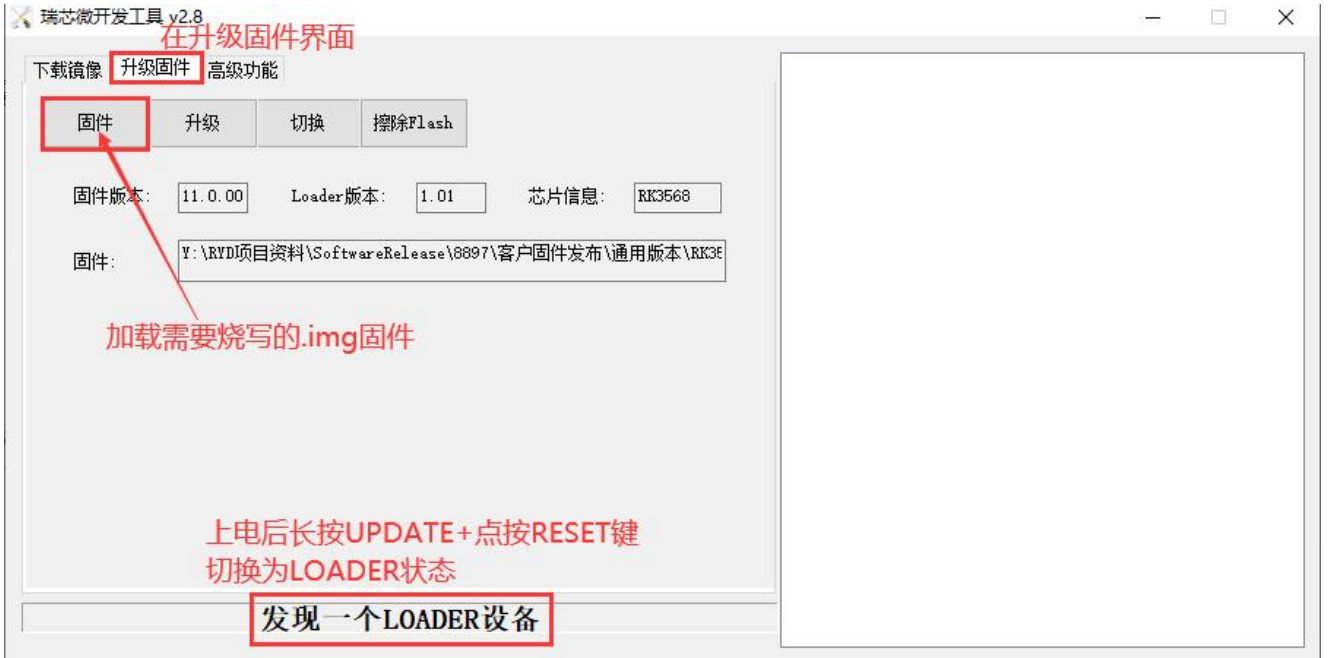 瑞芯微开发工具 v2.8
在升级固件界面
下载镜像 升级固件 高级功能
固件 升级 切换 擦除Flash
固件版本: 11.0.00 Loader版本: 1.01 芯片信息: RK3568
固件: Y:\RYD项目资料\SoftwareRelease\8897\客户固件发布\通用版本\RK35
加载需要烧写的.img固件
上电后长按UPDATE+点按RESET键
切换为LOADER状态
发现一个LOADER设备